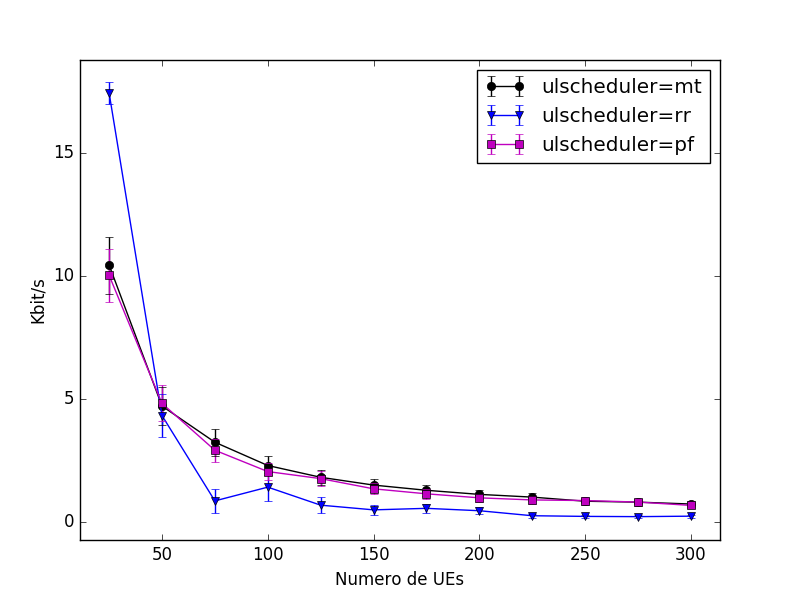 ulscheduler=mt
ulscheduler=rr
ulscheduler=pf
15
10
5
0
Kbit/s
50 100 150 200 250 300
Numero de UEs